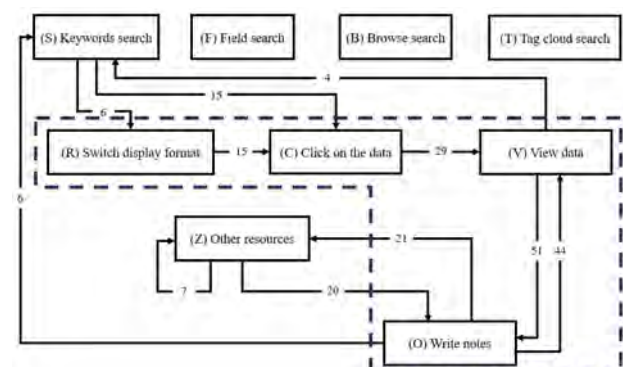 (S) Keywords search
(F) Field search
(B) Browse search
(T) Tag cloud search
4
15
6
(R) Switch display format
15
(C) Click on the data
29
(V) View data
6
(Z) Other resources
21
51
44
7
20
(O) Write notes